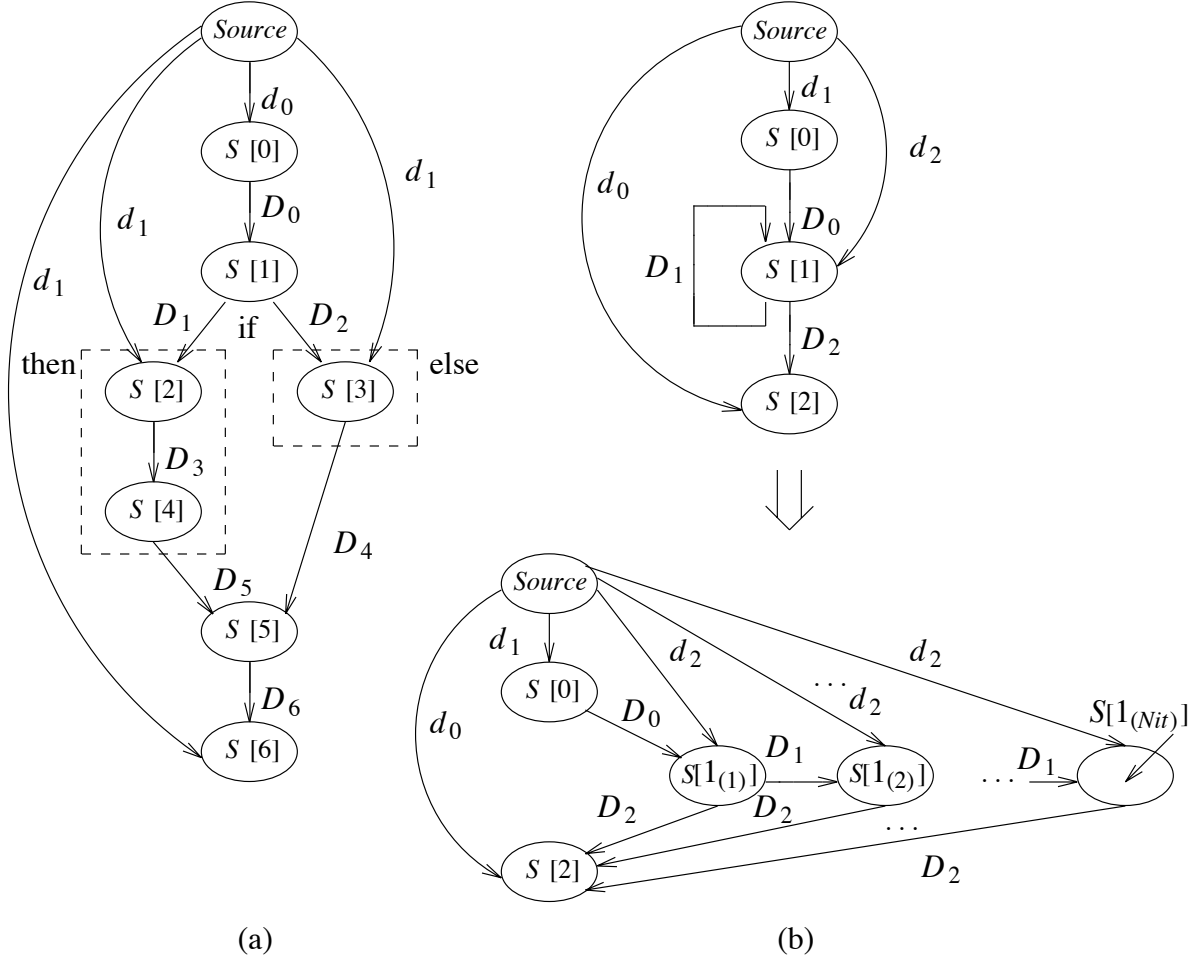 Source
d0
S [0]
d1
d1
D0
d1
S [1]
D1
if
D2
then
else
S [2]
S [3]
D3
S [4]
D4
D5
S [5]
D6
S [6]
(a)
Source
d1
S [0]
d2
d0
D0
D1
S [1]
D2
S [2]
Source
d1
d2
d2
S [0]
...
d2
d0
D0
S[1(Nit)]
S[1(1)]
D1
S[1(2)]
...
D1
D2
D2
...
S [2]
D2
(b)